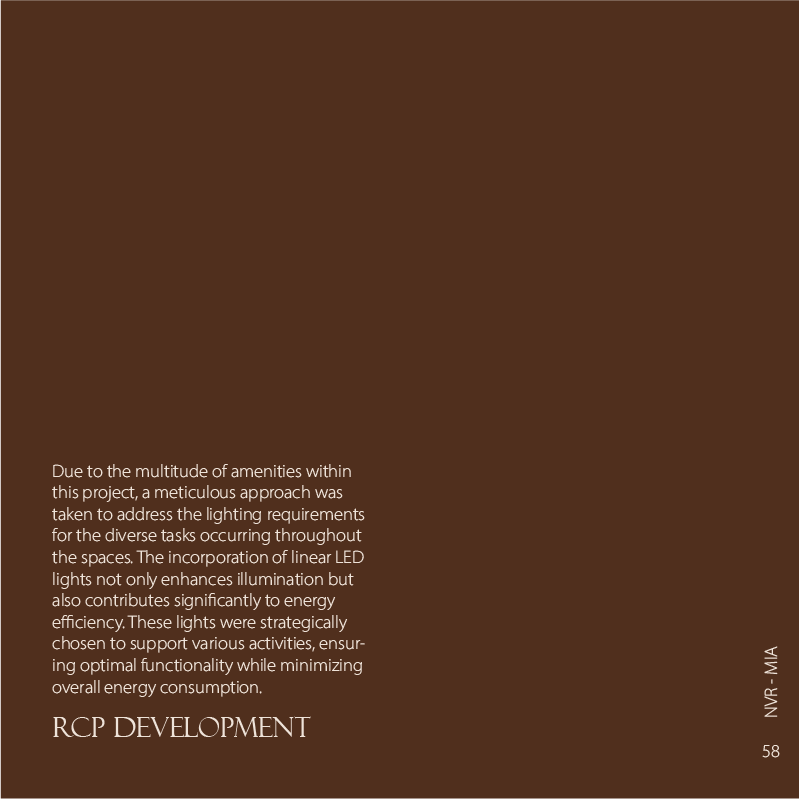 Due to the multitude of amenities within
this project, a meticulous approach was
taken to address the lighting requirements
for the diverse tasks occurring throughout
the spaces. The incorporation of linear LED
lights not only enhances illumination but
also contributes significantly to energy
efficiency. These lights were strategically
chosen to support various activities, ensur-
ing optimal functionality while minimizing
overall energy consumption.
RCP DEVELOPMENT
NVR - MIA
58